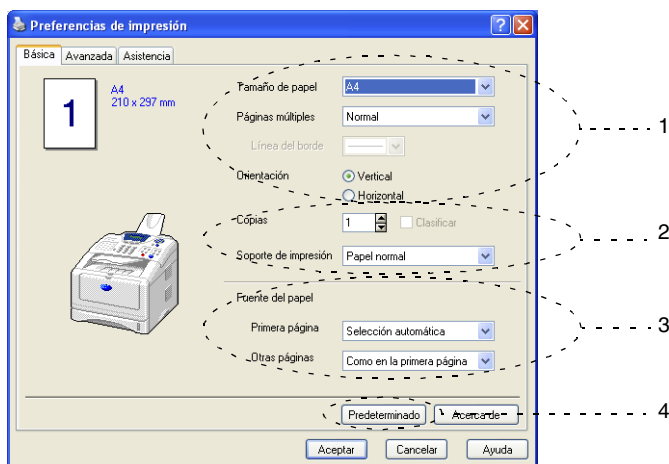 Preferencias de impresión
Básica Avanzada Asistencia
1
A4
210 x 297 mm
Tamaño de papel A4
Páginas múltiples Normal
Línea del borde
Orientación Vertical
Horizontal
1
Copias 1 Clasificar
2
Soporte de impresión Papel normal
Fuente del papel
Primera página Selección automática
3
Otras páginas Como en la primera página
Predeterminado Acerca de
4
Aceptar Cancelar Ayuda